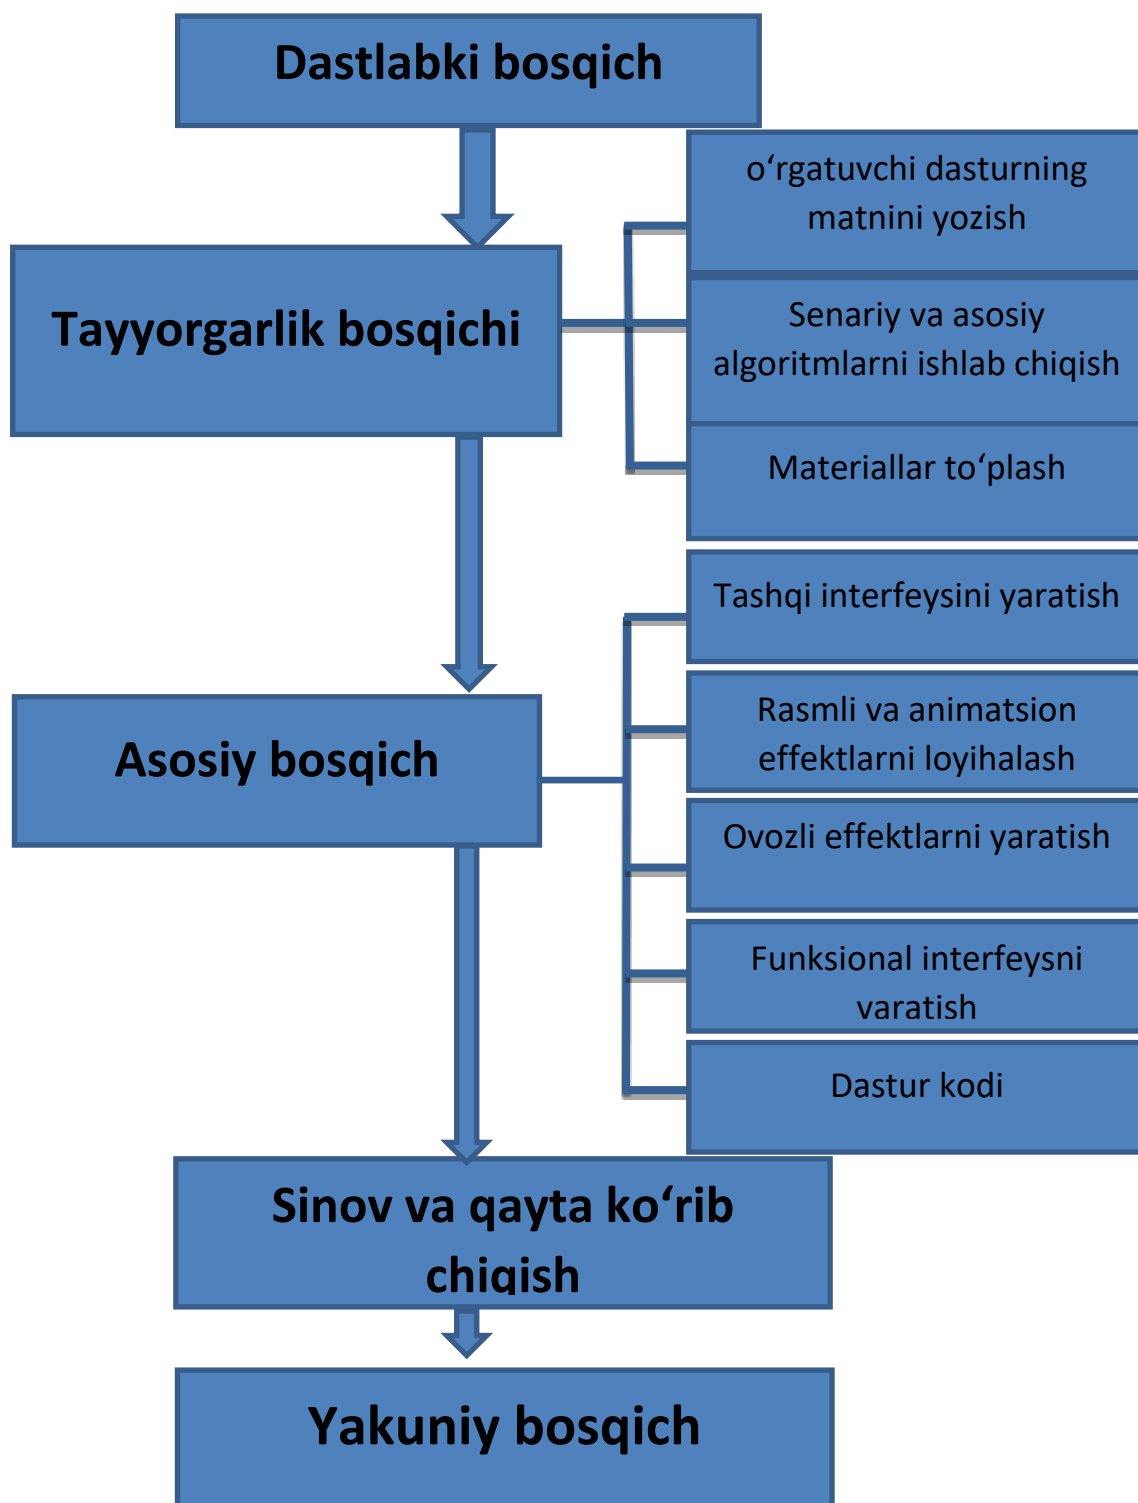 Dastlabki bosqich
Tayyorgarlik bosqichi
o‘rgatuvchi dasturning
matnini yozish
Senariy va asosiy
algoritmlarni ishlab chiqish
Materiallar to‘plash
Asosiy bosqich
Tashqi interfeysini yaratish
Rasmli va animatsion
effektlarni loyihalash
Ovozli effektlarni yaratish
Funksional interfeysni
yaratish
Dastur kodi
Sinov va qayta ko‘rib
chiqish
Yakuniy bosqich